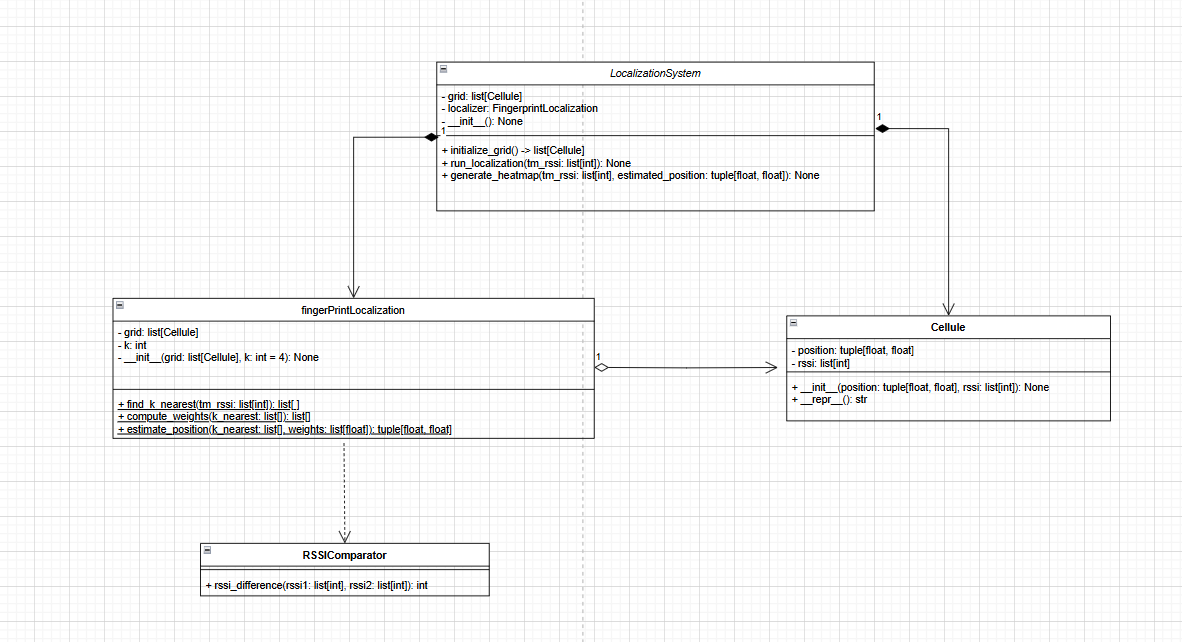 LocalizationSystem
- grid: list[Cellule]
- localizer: FingerprintLocalization
- __init__(): None
1
1
+ initialize_grid() -> list[Cellule]
+ run_localization(tm_rssi: list[int]): None
+ generate_heatmap(tm_rssi: list[int], estimated_position: tuple[float, float]): None
fingerPrintLocalization
- grid: list[Cellule]
- k: int
- __init__(grid: list[Cellule], k: int = 4): None
+ find_k_nearest(tm_rssi: list[int]): list[ ]
+ compute_weights(k_nearest: list[]): list[]
+ estimate_position(k_nearest: list[], weights: list[float]): tuple[float, float]
1
Cellule
- position: tuple[float, float]
- rssi: list[int]
+ __init__(position: tuple[float, float], rssi: list[int]): None
+ __repr__(): str
RSSIComparator
+ rssi_difference(rssi1: list[int], rssi2: list[int]): int